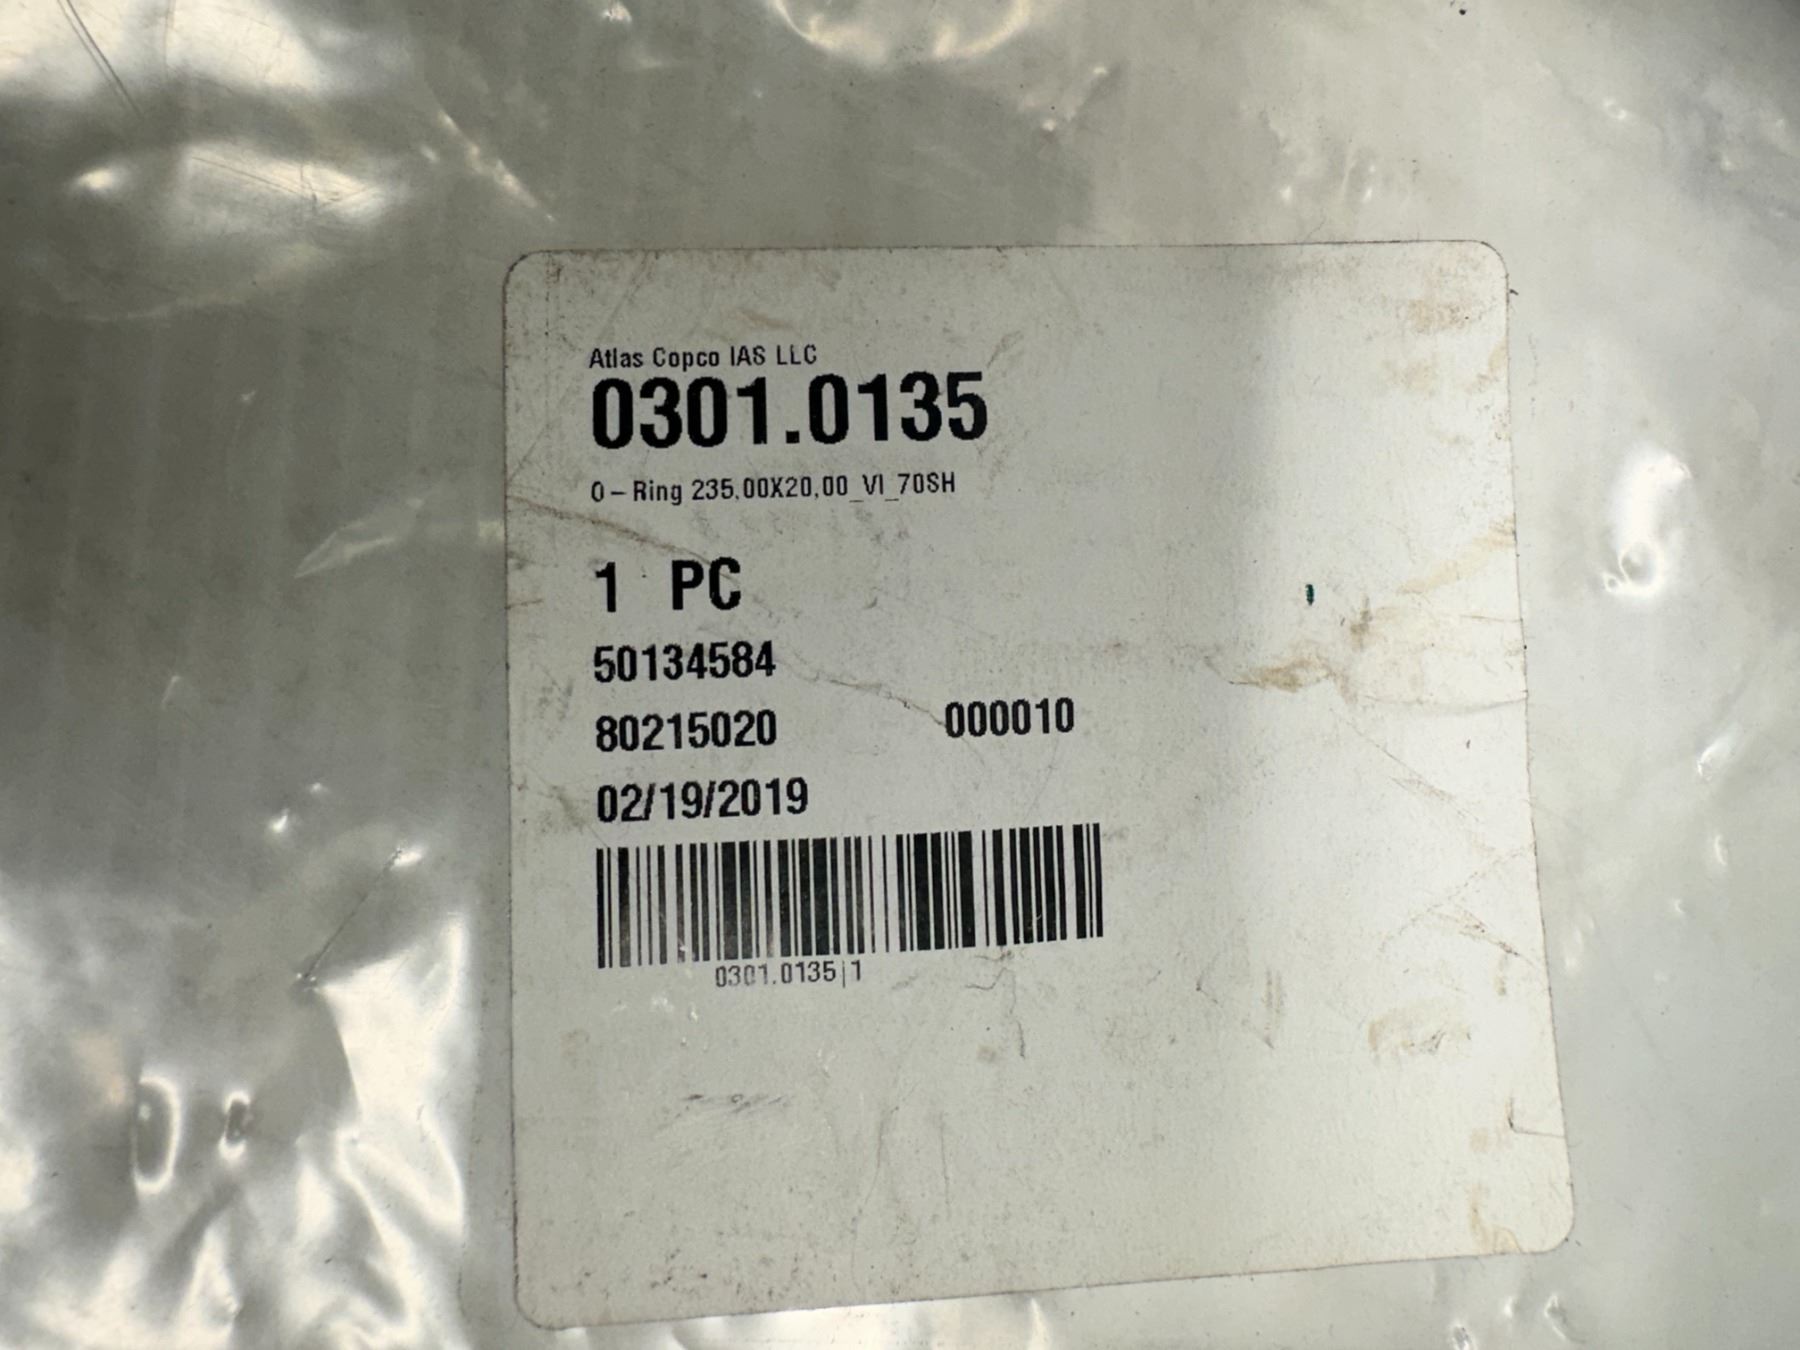 Atlas Copco IAS LLC
0301.0135
O-Ring 235,00X20,00_VI_70SH
1 PC
50134584
80215020 000010
02/19/2019
0301.0135|1